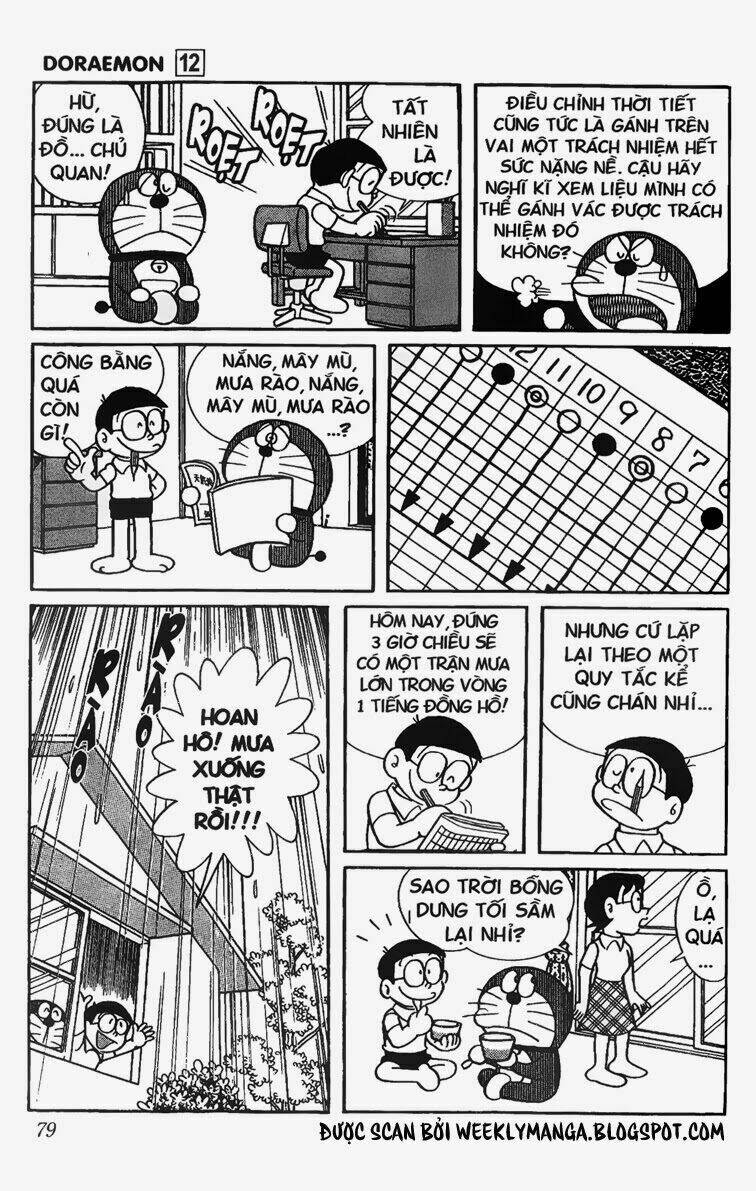 DORAEMON 12
ĐIỀU CHỈNH THỜI TIẾT
CŨNG TỨC LÀ GÁNH TRÊN
VAI MỘT TRÁCH NHIỆM HẾT
SỨC NẶNG NỀ. CẬU HÃY
NGHĨ KĨ XEM LIỆU MÌNH CÓ
THỂ GÁNH VÁC ĐƯỢC TRÁCH
NHIỆM ĐÓ
KHÔNG?
TẤT
NHIÊN
LÀ
ĐƯỢC!
ROẸT
ROẸT
HỪ,
ĐÚNG LÀ
ĐỒ... CHỦ
QUAN!
12 11 10 9 8 7
NẮNG, MÂY MÙ,
MƯA RÀO, NẮNG,
MÂY MÙ, MƯA RÀO
...?
CÔNG BẰNG
QUÁ
CÒN
GÌ!
NHƯNG CỨ LẶP
LẠI THEO MỘT
QUY TẮC KỂ
CŨNG CHÁN NHỈ...
HÔM NAY, ĐÚNG
3 GIỜ CHIỀU SẼ
CÓ MỘT TRẬN MƯA
LỚN TRONG VÒNG
1 TIẾNG ĐỒNG HỒ!
Ồ,
LẠ
QUÁ
...
SAO TRỜI BỖNG
DƯNG TỐI SẦM
LẠI NHỈ?
RÀO
RÀO
HOAN
HÔ! MƯA
XUỐNG
THẬT
RỒI!!!
79
ĐƯỢC SCAN BỞI WEEKLYMANGA.BLOGSPOT.COM